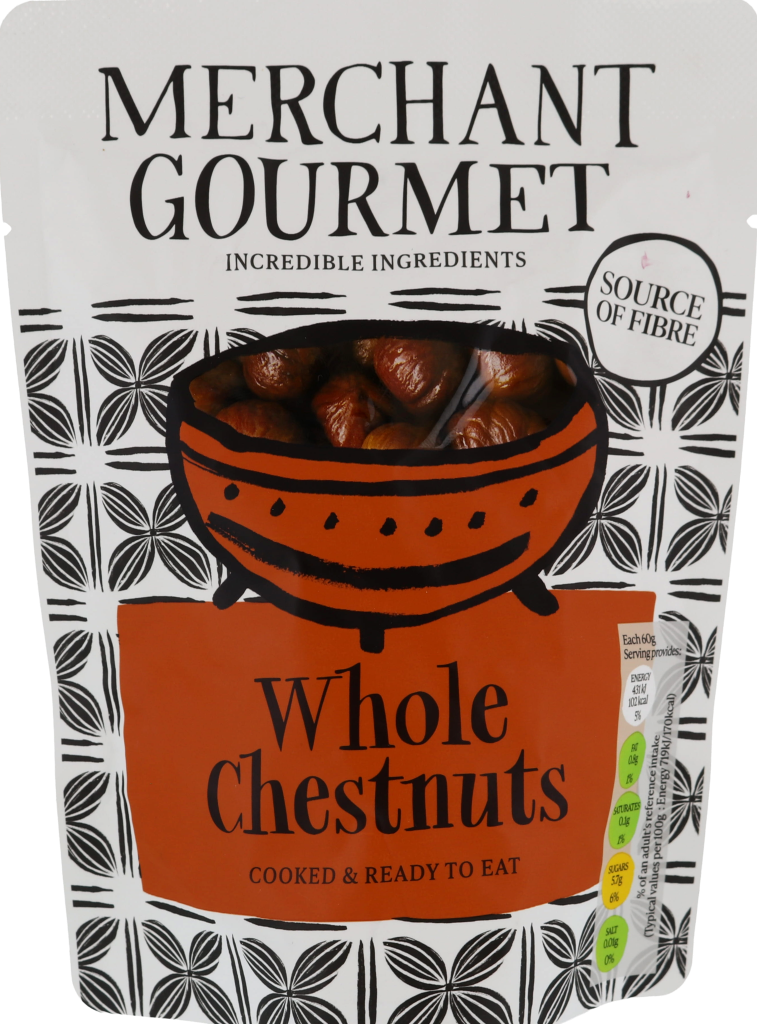 MERCHANT
GOURMET
INCREDIBLE INGREDIENTS
SOURCE
OF FIBRE
Whole
Chestnuts
COOKED & READY TO EAT
Each 60g
Serving provides:
ENERGY
431kJ
102kcal
5%
FAT
0.8g
1%
SATURATES
0.1g
1%
SUGARS
5.7g
6%
SALT
0.01g
0%
% of an adult's reference intake.
(Typical values per 100g : Energy 719kJ/170kcal)